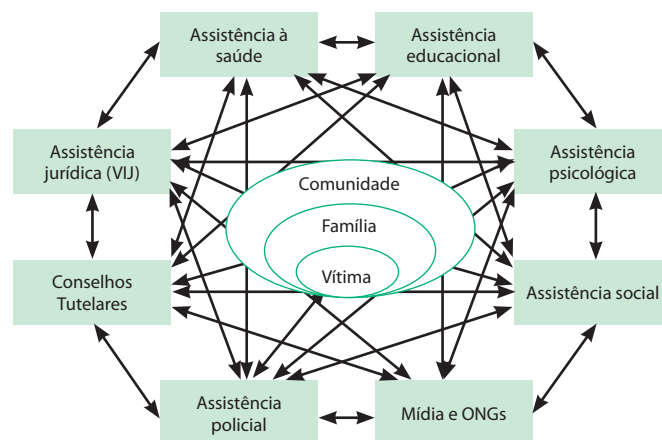 Assistência à
saúde
Assistência
educacional
Assistência
jurídica (VIJ)
Comunidade
Família
Vítima
Assistência
psicológica
Conselhos
Tutelares
Assistência social
Assistência
policial
Mídia e ONGs